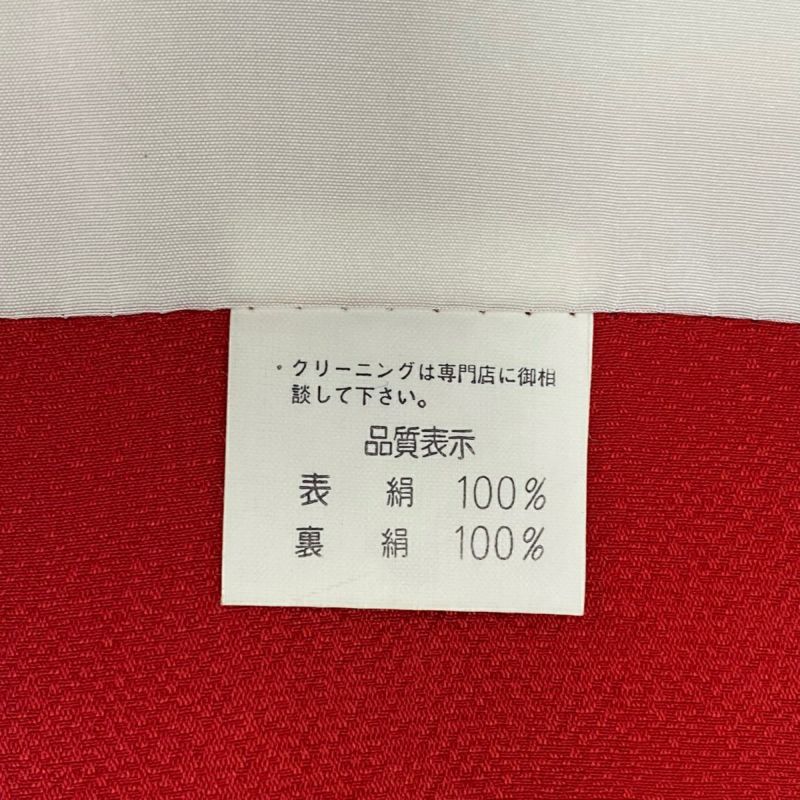 ・クリーニングは専門店に御相
談して下さい。
品質表示
表 絹 100%
裏 絹 100%